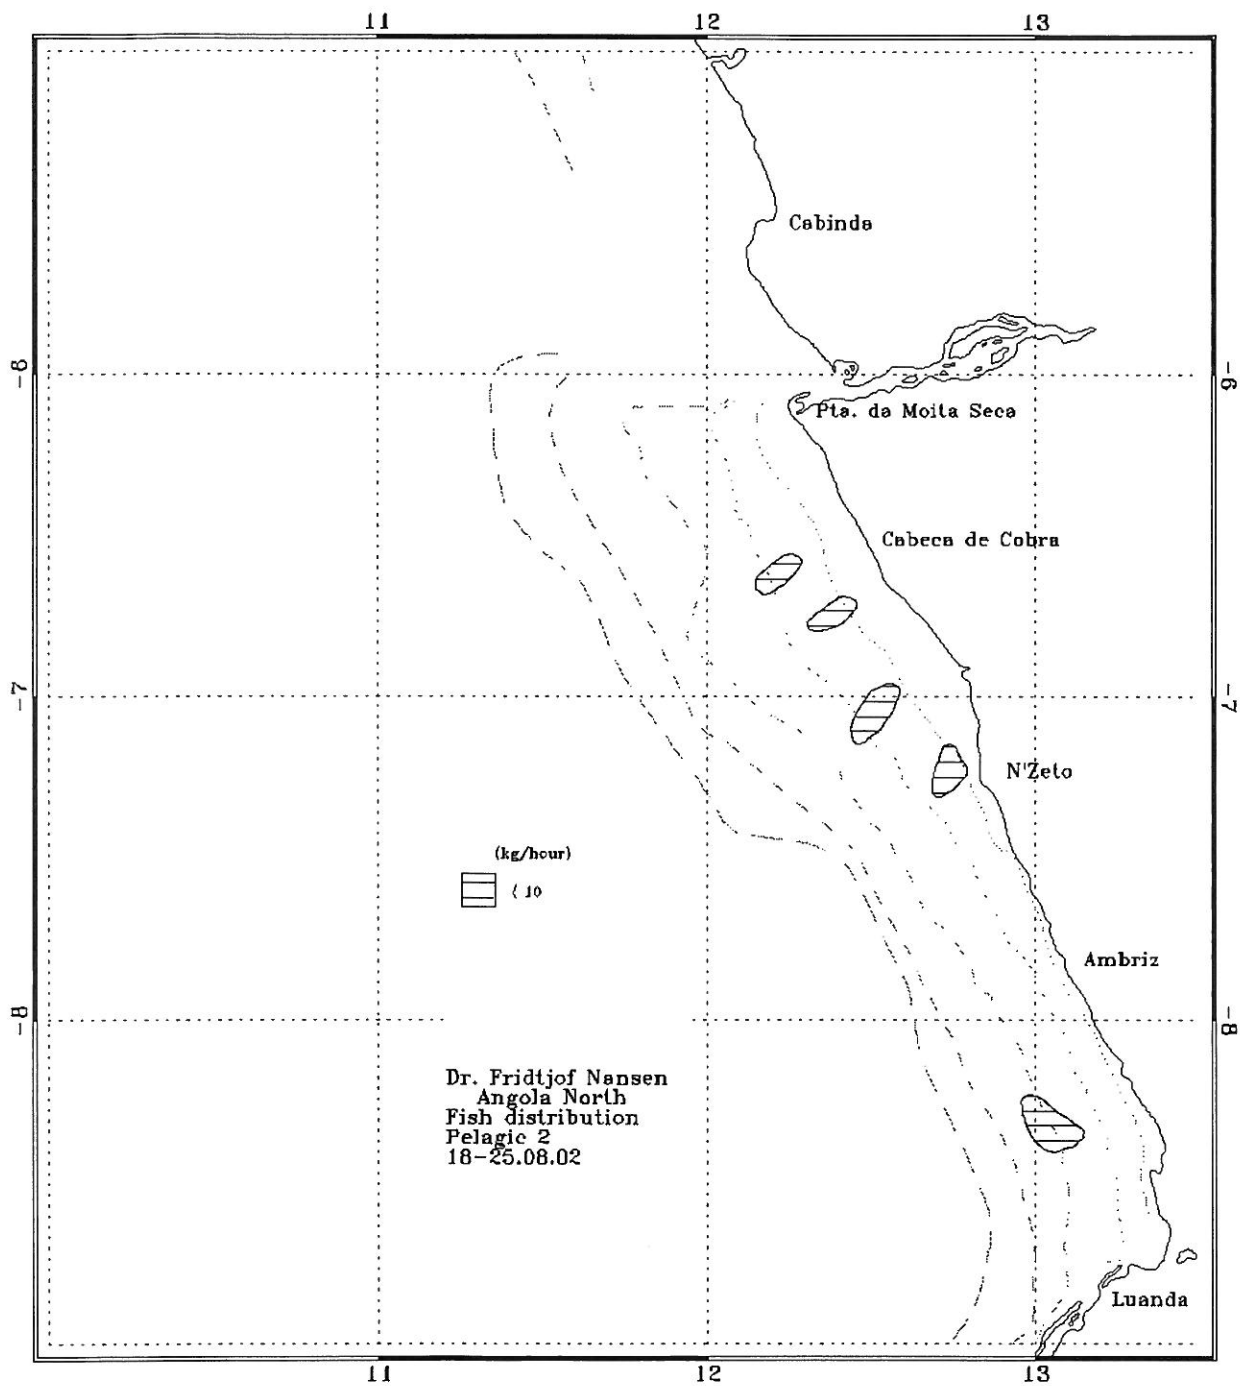 11 12 13
Cabinda
-6 -6
Pta. da Moita Seca
Cabeca de Cobra
-7 -7
N'Zeto
(kg/hour)
< 10
Ambriz
-8 -8
Dr. Fridtjof Nansen
Angola North
Fish distribution
Pelagic 2
18-25.08.02
Luanda
11 12 13